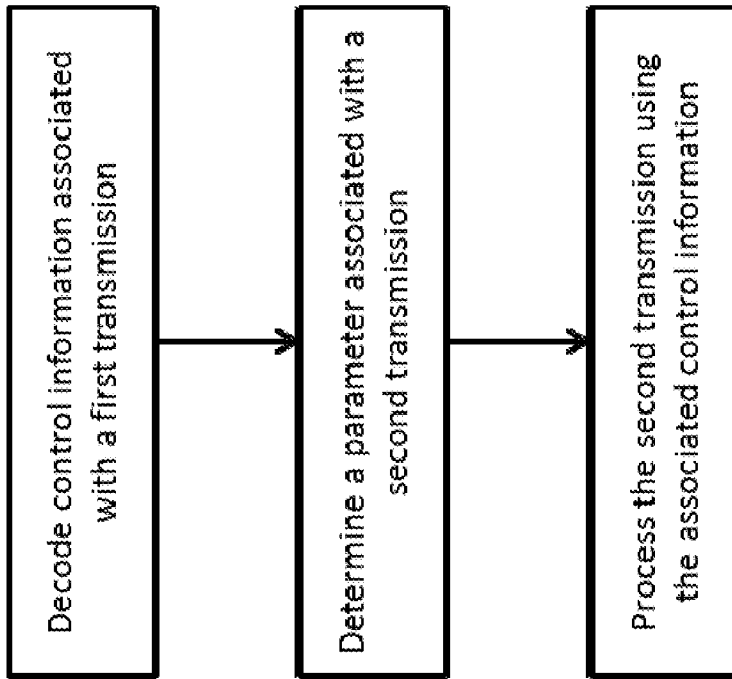 Decode control information associated
with a first transmission
Determine a parameter associated with a
second transmission
Process the second transmission using
the associated control information